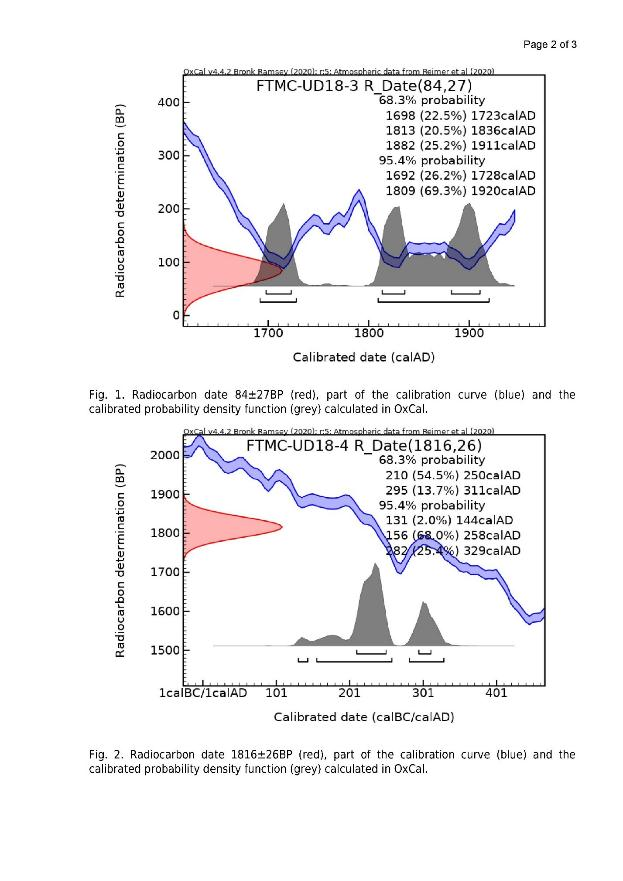 Page 2 of 3
OxCal v4.4.2 Bronk Ramsey (2020); r:5; Atmospheric data from Reimer et al (2020)
FTMC-UD18-3 R_Date(84,27)
68.3% probability
1698 (22.5%) 1723calAD
1813 (20.5%) 1836calAD
1882 (25.2%) 1911calAD
95.4% probability
1692 (26.2%) 1728calAD
1809 (69.3%) 1920calAD
Radiocarbon determination (BP)
400
300
200
100
0
1700 1800 1900
Calibrated date (calAD)
Fig. 1. Radiocarbon date 84±27BP (red), part of the calibration curve (blue) and the
calibrated probability density function (grey) calculated in OxCal.
OxCal v4.4.2 Bronk Ramsey (2020); r:5; Atmospheric data from Reimer et al (2020)
FTMC-UD18-4 R_Date(1816,26)
68.3% probability
210 (54.5%) 250calAD
295 (13.7%) 311calAD
95.4% probability
131 (2.0%) 144calAD
156 (68.0%) 258calAD
282 (25.4%) 329calAD
Radiocarbon determination (BP)
2000
1900
1800
1700
1600
1500
1calBC/1calAD 101 201 301 401
Calibrated date (calBC/calAD)
Fig. 2. Radiocarbon date 1816±26BP (red), part of the calibration curve (blue) and the
calibrated probability density function (grey) calculated in OxCal.